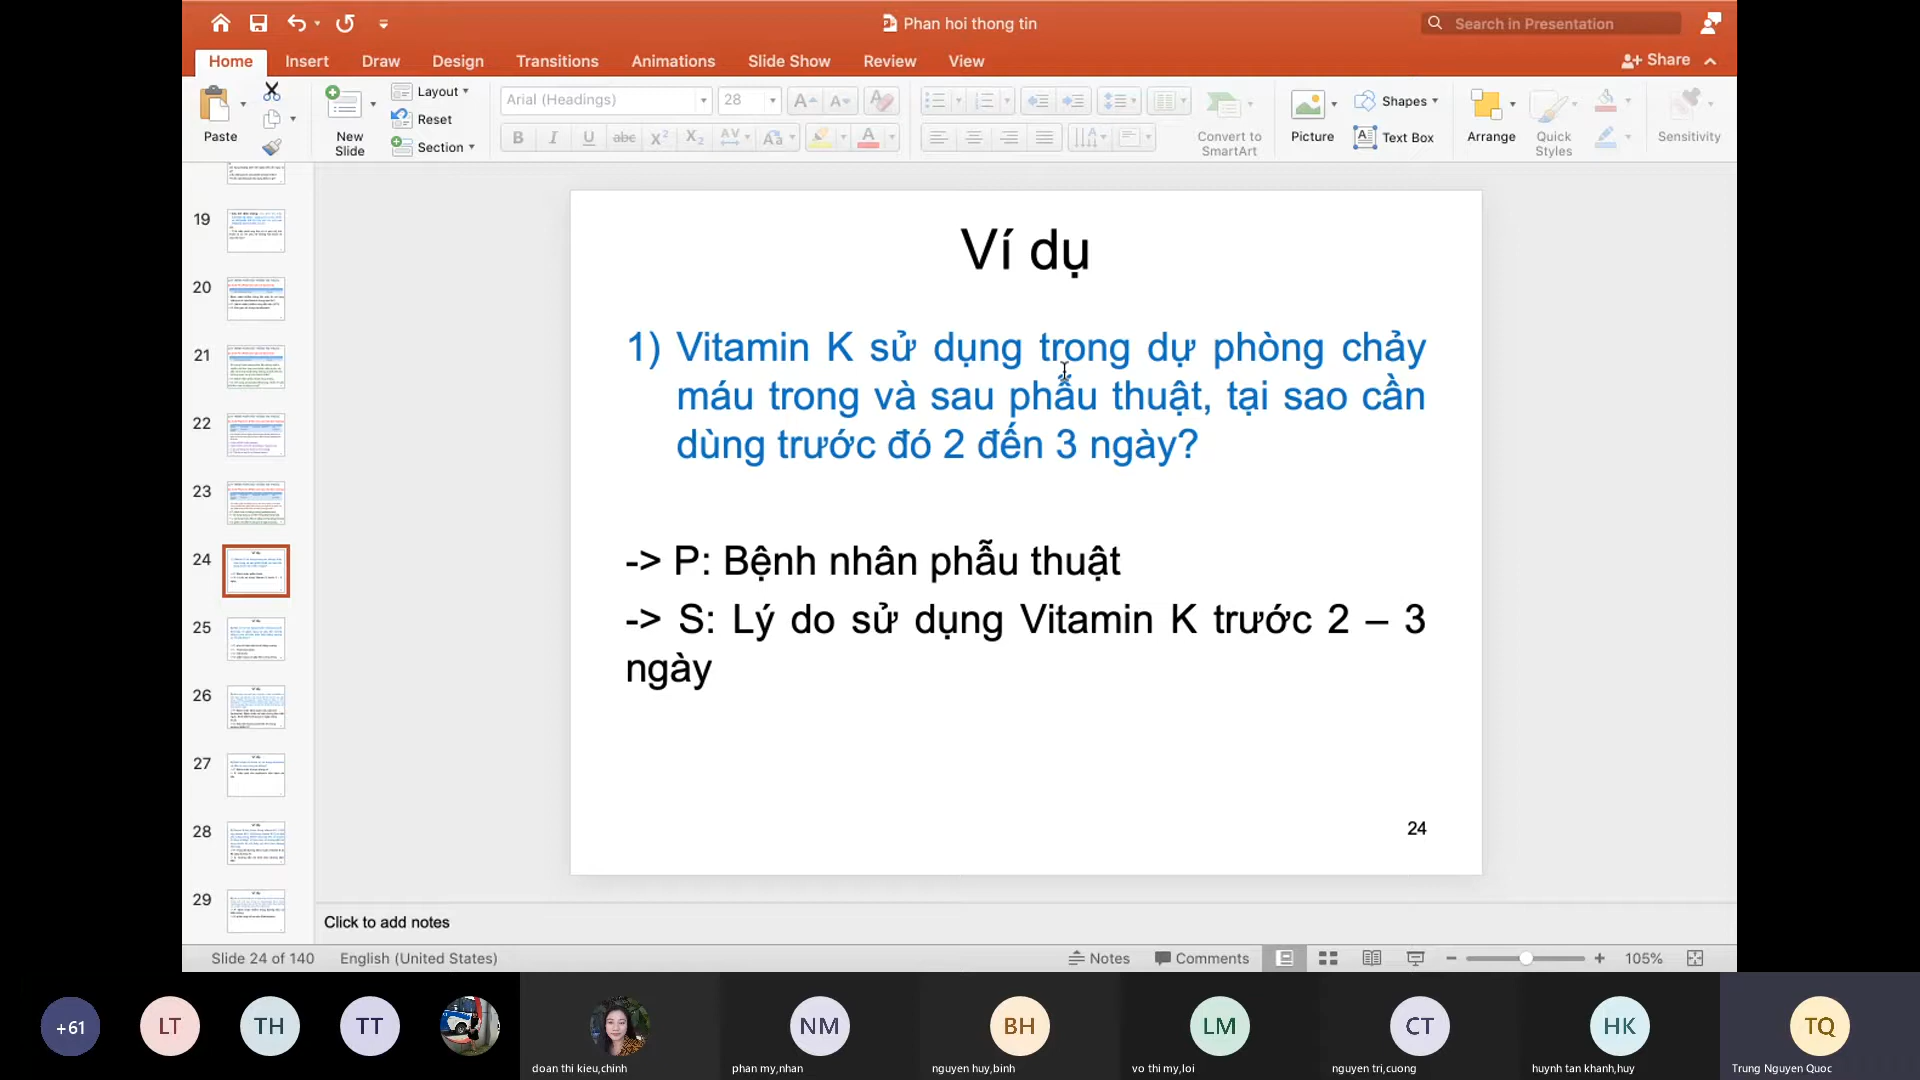 Phan hoi thong tin
Search in Presentation
Home Insert Draw Design Transitions Animations Slide Show Review View
Share
Paste
New Slide
Layout
Reset
Section
Arial (Headings) 28
Convert to SmartArt
Picture
Shapes
Text Box
Arrange
Quick Styles
Sensitivity
19
20
21
22
23
24
25
26
27
28
29
Ví dụ
1) Vitamin K sử dụng trong dự phòng chảy
máu trong và sau phẫu thuật, tại sao cần
dùng trước đó 2 đến 3 ngày?
-> P: Bệnh nhân phẫu thuật
-> S: Lý do sử dụng Vitamin K trước 2 – 3
ngày
24
Click to add notes
Slide 24 of 140 English (United States) Notes Comments 105%
+61 LT TH TT NM BH LM CT HK TQ
doan thi kieu,chinh phan my,nhan nguyen huy,binh vo thi my,loi nguyen tri,cuong huynh tan khanh,huy Trung Nguyen Quoc